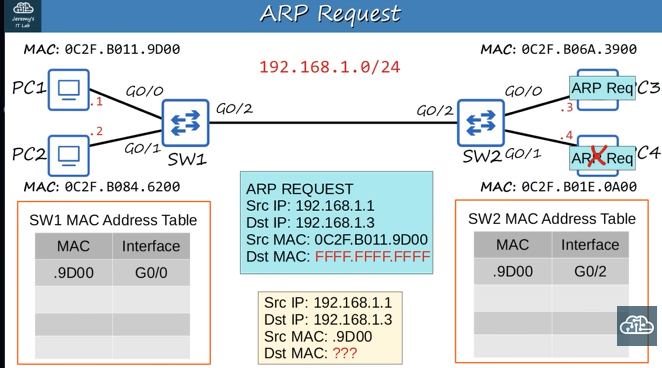 Jeremy's
IT Lab
ARP Request
MAC: 0C2F.B011.9D00
MAC: 0C2F.B06A.3900
192.168.1.0/24
PC1
.1
G0/0
G0/0
ARP Req
C3
.3
G0/2
G0/2
PC2
.2
G0/1
SW1
SW2
G0/1
.4
ARP Req
C4
MAC: 0C2F.B084.6200
MAC: 0C2F.B01E.0A00
ARP REQUEST
Src IP: 192.168.1.1
Dst IP: 192.168.1.3
Src MAC: 0C2F.B011.9D00
Dst MAC: FFFF.FFFF.FFFF
SW1 MAC Address Table
MAC Interface
.9D00 G0/0
SW2 MAC Address Table
MAC Interface
.9D00 G0/2
Src IP: 192.168.1.1
Dst IP: 192.168.1.3
Src MAC: .9D00
Dst MAC: ???